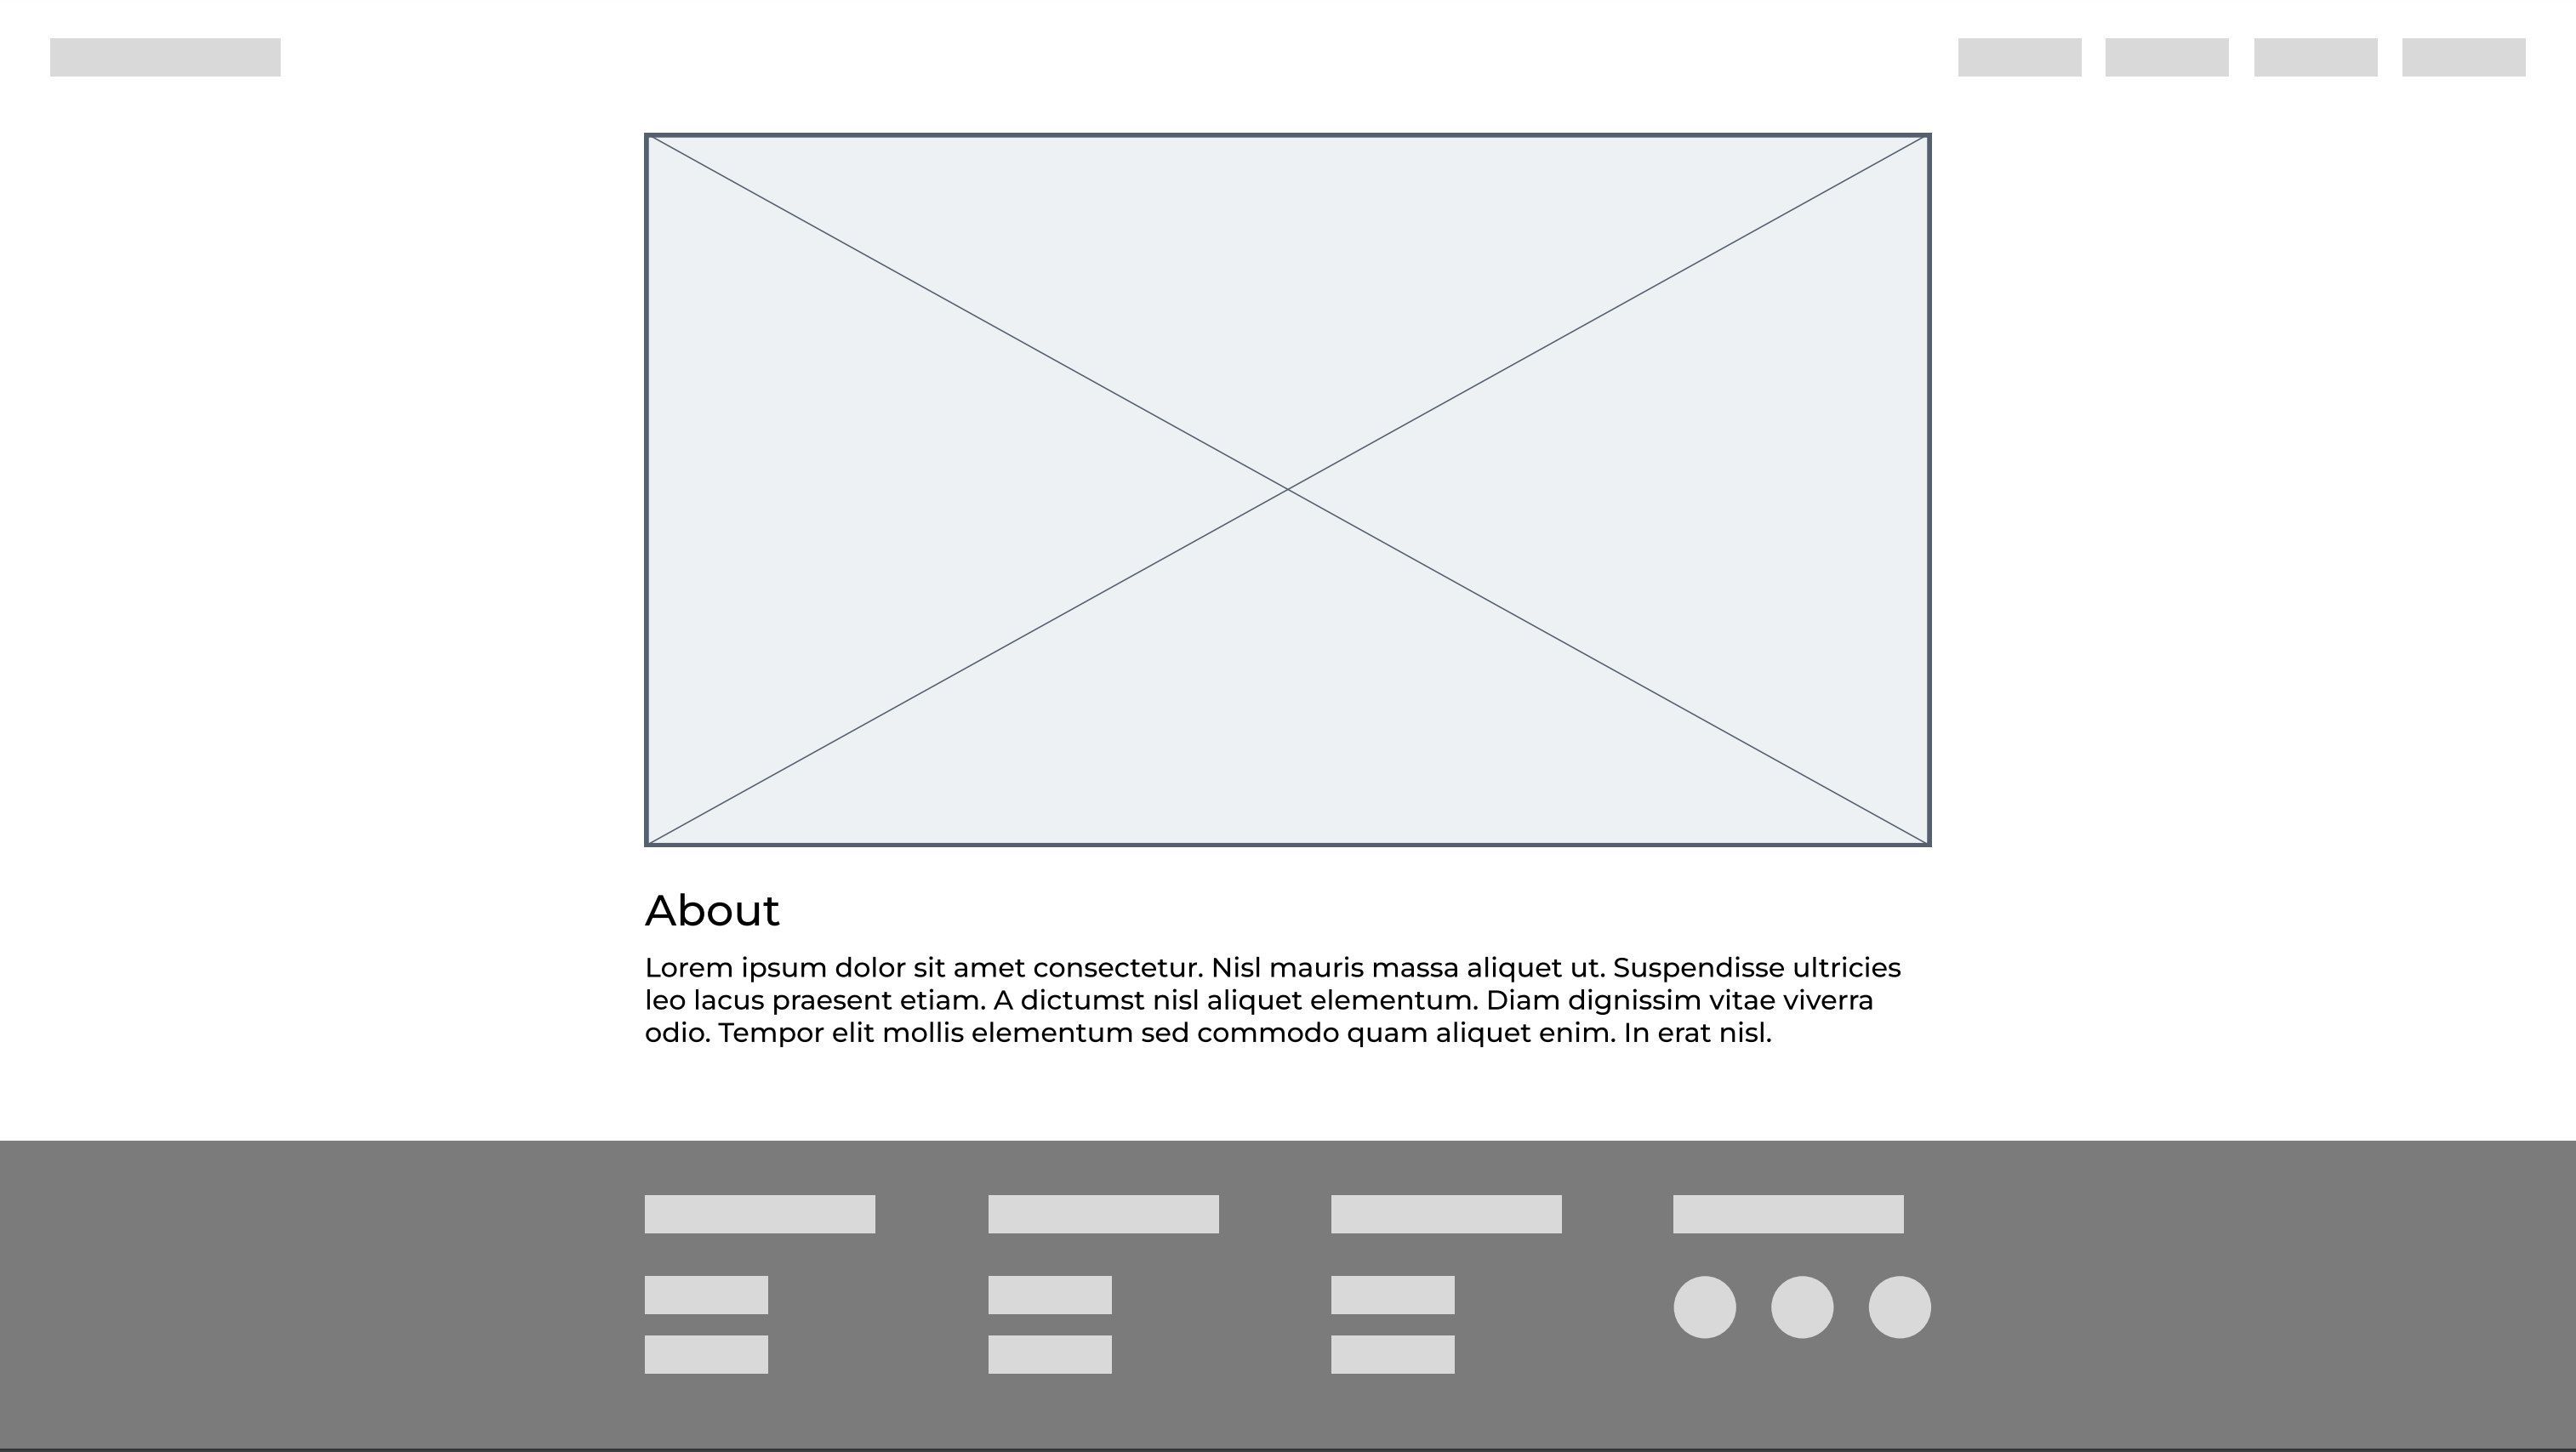 About
Lorem ipsum dolor sit amet consectetur. Nisl mauris massa aliquet ut. Suspendisse ultricies
leo lacus praesent etiam. A dictumst nisl aliquet elementum. Diam dignissim vitae viverra
odio. Tempor elit mollis elementum sed commodo quam aliquet enim. In erat nisl.